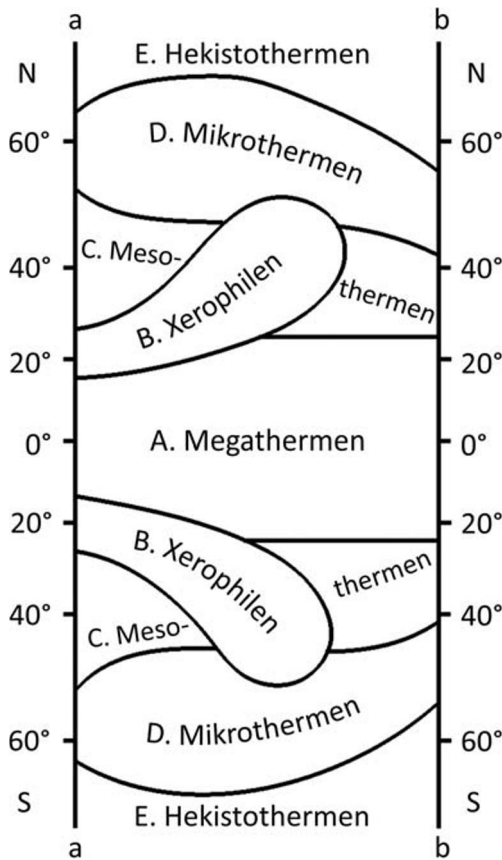 a b
E. Hekistothermen
N N
D. Mikrothermen
60° 60°
C. Meso- thermen
40° 40°
B. Xerophilen
20° 20°
0° A. Megathermen 0°
20° 20°
B. Xerophilen
thermen
40° 40°
C. Meso-
D. Mikrothermen
60° 60°
S S
E. Hekistothermen
a b